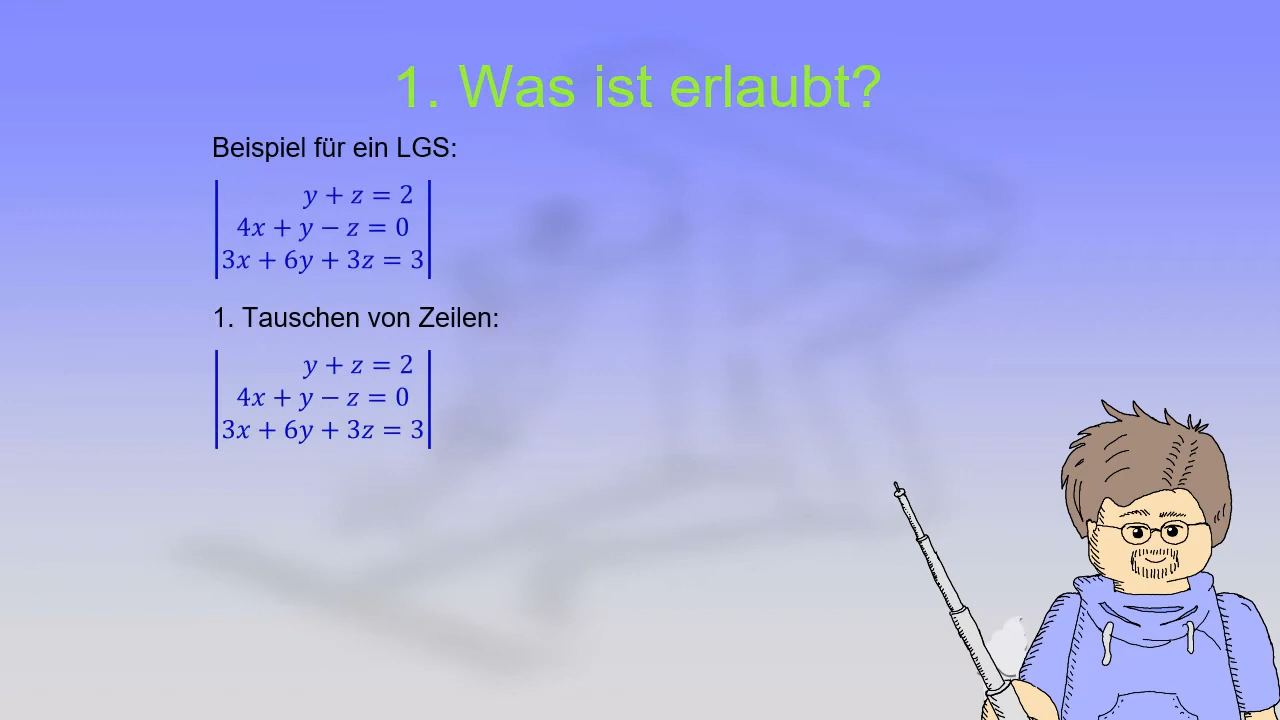 1. Was ist erlaubt?
Beispiel für ein LGS:
y + z = 2
4x + y − z = 0
3x + 6y + 3z = 3
1. Tauschen von Zeilen:
y + z = 2
4x + y − z = 0
3x + 6y + 3z = 3